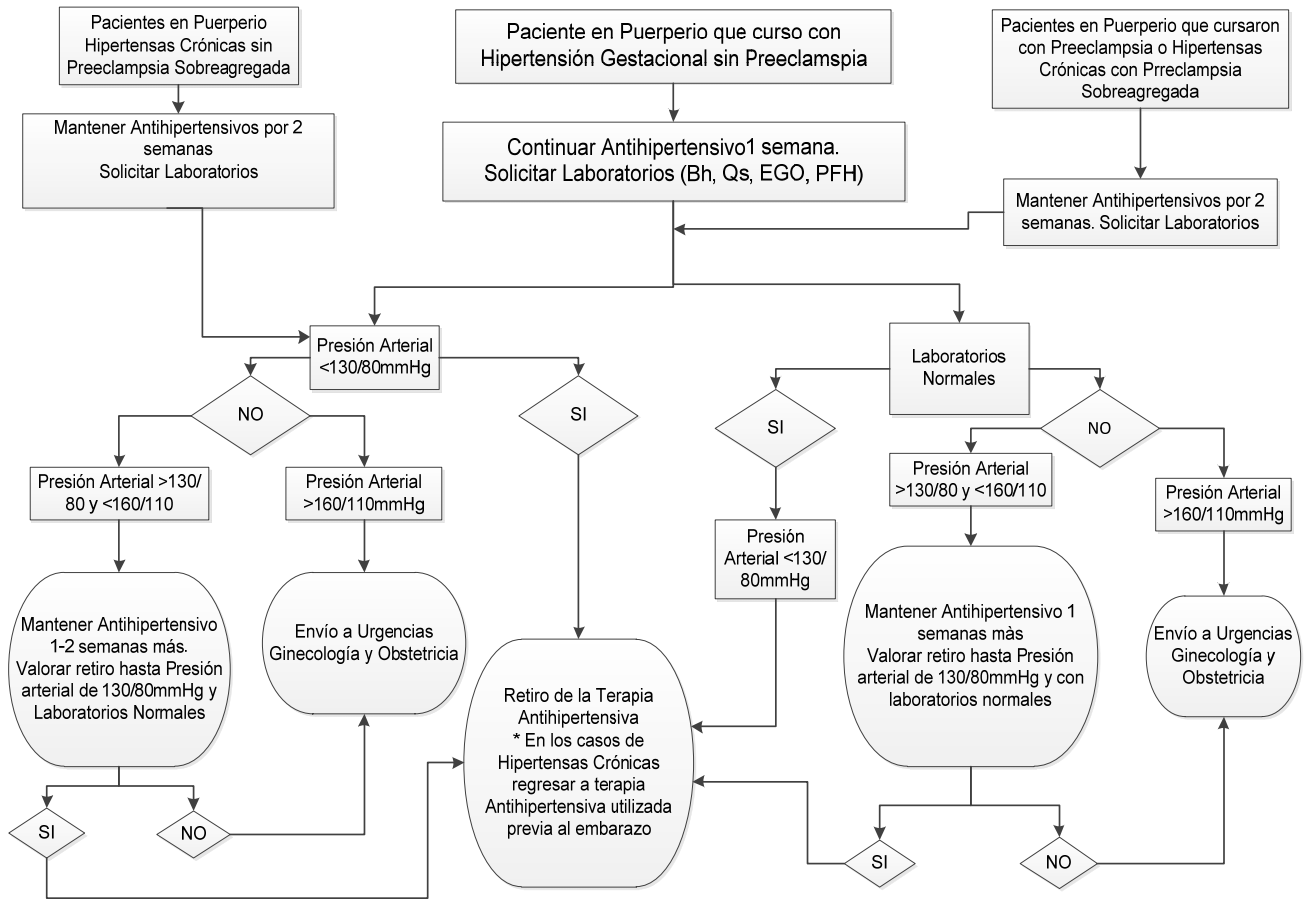 Pacientes en Puerperio
Hipertensas Crónicas sin
Preeclampsia Sobreagregada
Paciente en Puerperio que curso con
Hipertensión Gestacional sin Preeclamspia
Pacientes en Puerperio que cursaron
con Preeclampsia o Hipertensas
Crónicas con Prreclampsia
Sobreagregada
Mantener Antihipertensivos por 2
semanas
Solicitar Laboratorios
Continuar Antihipertensivo1 semana.
Solicitar Laboratorios (Bh, Qs, EGO, PFH)
Mantener Antihipertensivos por 2
semanas. Solicitar Laboratorios
Presión Arterial
<130/80mmHg
Laboratorios
Normales
NO
SI
SI
NO
Presión Arterial >130/
80 y <160/110
Presión Arterial
>160/110mmHg
Presión
Arterial <130/
80mmHg
Presión Arterial
>130/80 y <160/110
Presión Arterial
>160/110mmHg
Mantener Antihipertensivo
1-2 semanas más.
Valorar retiro hasta Presión
arterial de 130/80mmHg y
Laboratorios Normales
Envío a Urgencias
Ginecología y Obstetricia
Retiro de la Terapia
Antihipertensiva
* En los casos de
Hipertensas Crónicas
regresar a terapia
Antihipertensiva utilizada
previa al embarazo
Mantener Antihipertensivo 1
semanas màs
Valorar retiro hasta Presión
arterial de 130/80mmHg y con
laboratorios normales
Envío a Urgencias
Ginecología y
Obstetricia
SI
NO
SI
NO